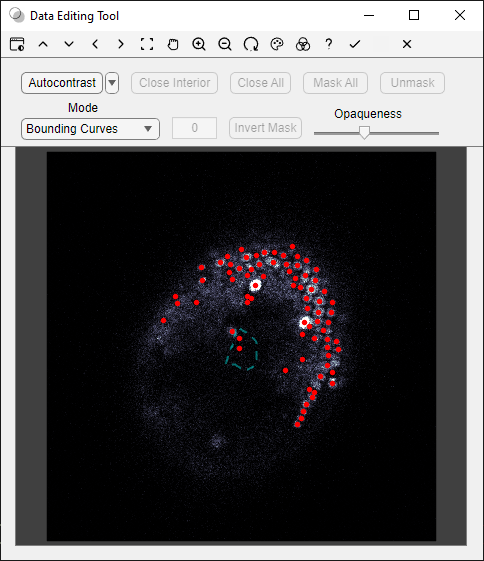 Data Editing Tool
?
Autocontrast
Close Interior
Close All
Mask All
Unmask
Mode
Opaqueness
Bounding Curves
0
Invert Mask